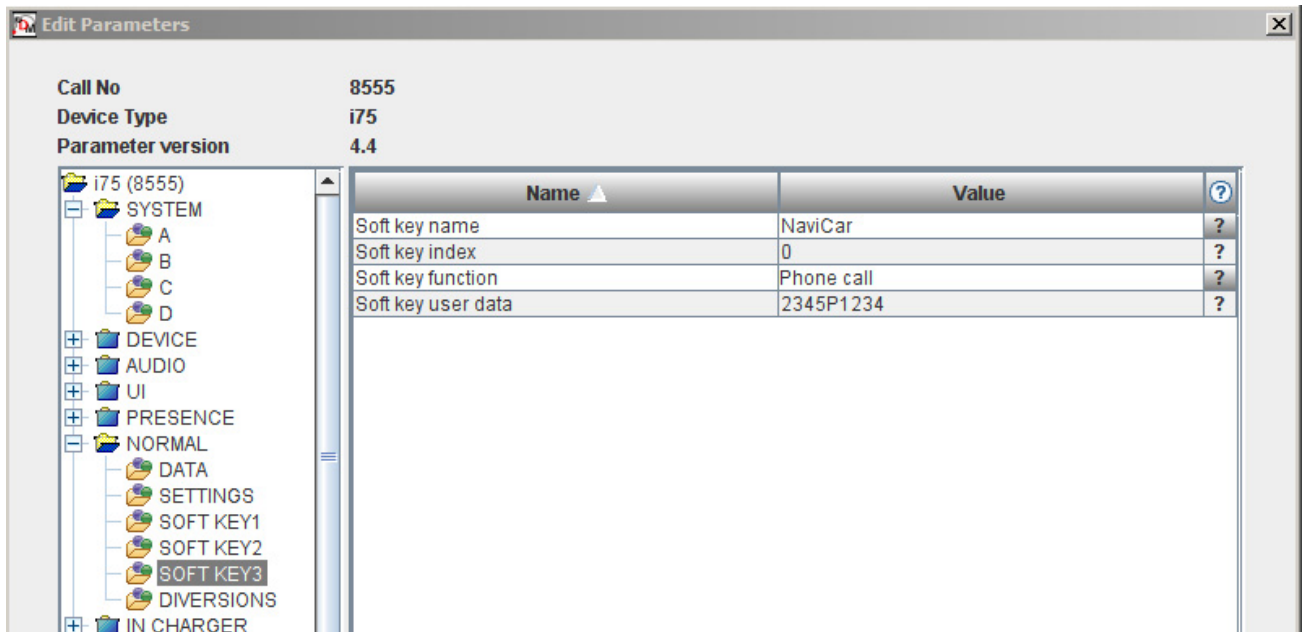 Edit Parameters
Call No 8555
Device Type i75
Parameter version 4.4
i75 (8555)
SYSTEM
A
B
C
D
DEVICE
AUDIO
UI
PRESENCE
NORMAL
DATA
SETTINGS
SOFT KEY1
SOFT KEY2
SOFT KEY3
DIVERSIONS
IN CHARGER
Name Value ?
Soft key name NaviCar ?
Soft key index 0 ?
Soft key function Phone call ?
Soft key user data 2345P1234 ?